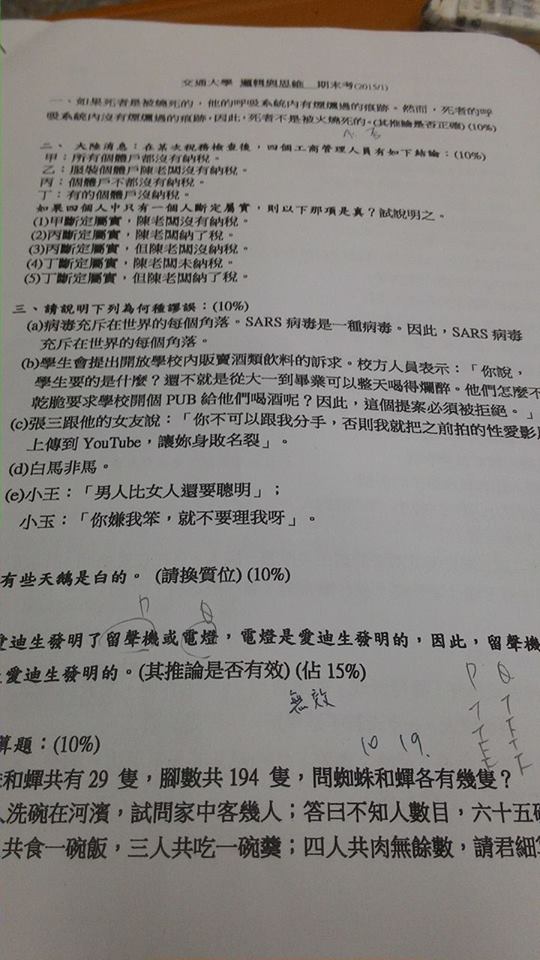 交通大學 邏輯與思維 期末考(2015/1)
一、如果死者是被燒死的，他的呼吸系統內有煙燻過的痕跡。然而，死者的呼
吸系統內沒有煙燻過的痕跡，因此，死者不是被火燒死的。(其推論是否正確) (10%)
二、 大陸消息：在某次稅務檢查後，四個工商管理人員有如下結論：(10%)
甲：所有個體戶都沒有納稅。
乙：服裝個體戶陳老闆沒有納稅。
丙：個體戶不都沒有納稅。
丁：有的個體戶沒納稅。
如果四個人中只有一個人斷定屬實，則以下那項是真？試說明之。
(1)甲斷定屬實，陳老闆沒有納稅。
(2)丙斷定屬實，陳老闆納了稅。
(3)丙斷定屬實，但陳老闆沒納稅。
(4)丁斷定屬實，陳老闆未納稅。
(5)丁斷定屬實，但陳老闆納了稅。
三、請說明下列為何種謬誤：(10%)
(a)病毒充斥在世界的每個角落。SARS 病毒是一種病毒。因此，SARS 病毒
充斥在世界的每個角落。
(b)學生會提出開放學校內販賣酒類飲料的訴求。校方人員表示：「你說，
學生要的是什麼？還不就是從大一到畢業可以整天喝得爛醉。他們怎麼不
乾脆要求學校開個 PUB 給他們喝酒呢？因此，這個提案必須被拒絕。」
(c)張三跟他的女友說：「你不可以跟我分手，否則我就把之前拍的性愛影
上傳到 YouTube，讓妳身敗名裂」。
(d)白馬非馬。
(e)小王：「男人比女人還要聰明」；
小玉：「你嫌我笨，就不要理我呀」。
有些天鵝是白的。 (請換質位) (10%)
P Q
愛迪生發明了留聲機或電燈，電燈是愛迪生發明的，因此，留聲機
愛迪生發明的。(其推論是否有效) (佔 15%)
無效
P Q
10 19.
算題：(10%)
蛛和蟬共有 29 隻，腳數共 194 隻，問蜘蛛和蟬各有幾隻？
人洗碗在河濱，試問家中客幾人；答曰不知人數目，六十五碗
共食一碗飯，三人共吃一碗羹；四人共肉無餘數，請君細算